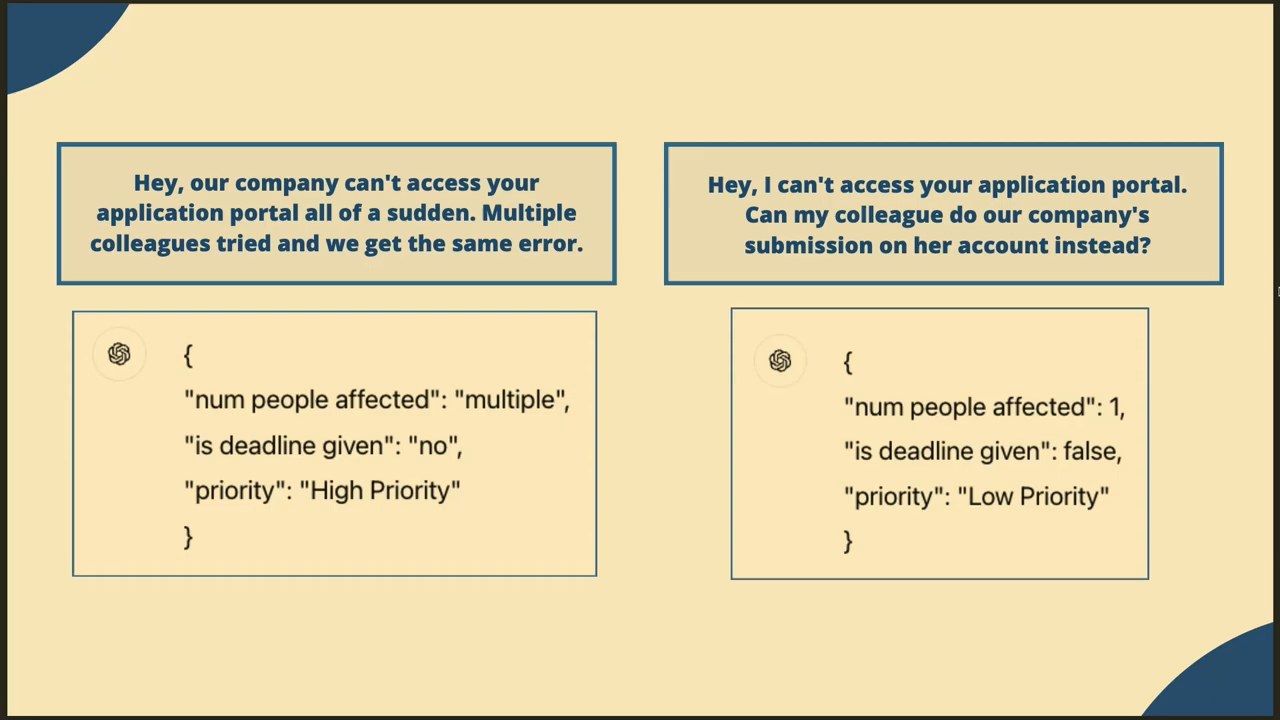 Hey, our company can't access your
application portal all of a sudden. Multiple
colleagues tried and we get the same error.
{
"num people affected": "multiple",
"is deadline given": "no",
"priority": "High Priority"
}
Hey, I can't access your application portal.
Can my colleague do our company's
submission on her account instead?
{
"num people affected": 1,
"is deadline given": false,
"priority": "Low Priority"
}